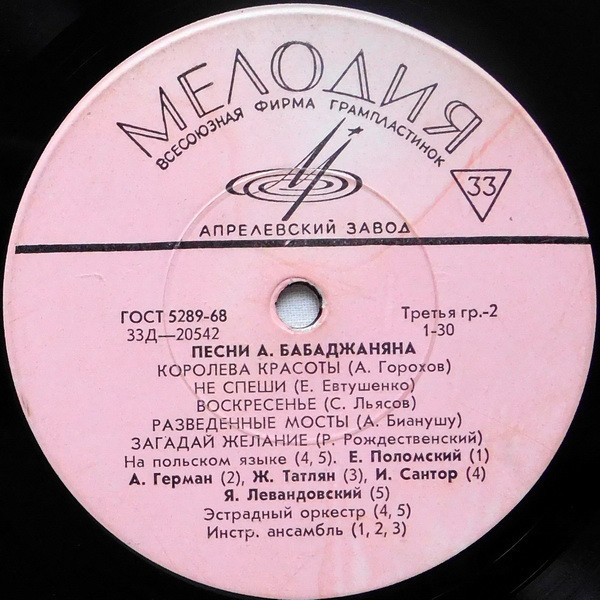 МЕЛОДИЯ
ВСЕСОЮЗНАЯ ФИРМА ГРАМПЛАСТИНОК
33
АПРЕЛЕВСКИЙ ЗАВОД
ГОСТ 5289-68 Третья гр.-2
33Д—20542 1-30
ПЕСНИ А. БАБАДЖАНЯНА
КОРОЛЕВА КРАСОТЫ (А. Горохов)
НЕ СПЕШИ (Е. Евтушенко)
ВОСКРЕСЕНЬЕ (С. Льясов)
РАЗВЕДЕННЫЕ МОСТЫ (А. Бианушу)
ЗАГАДАЙ ЖЕЛАНИЕ (Р. Рождественский)
На польском языке (4, 5). Е. Поломский (1)
А. Герман (2), Ж. Татлян (3), И. Сантор (4)
Я. Левандовский (5)
Эстрадный оркестр (4, 5)
Инстр. ансамбль (1, 2, 3)